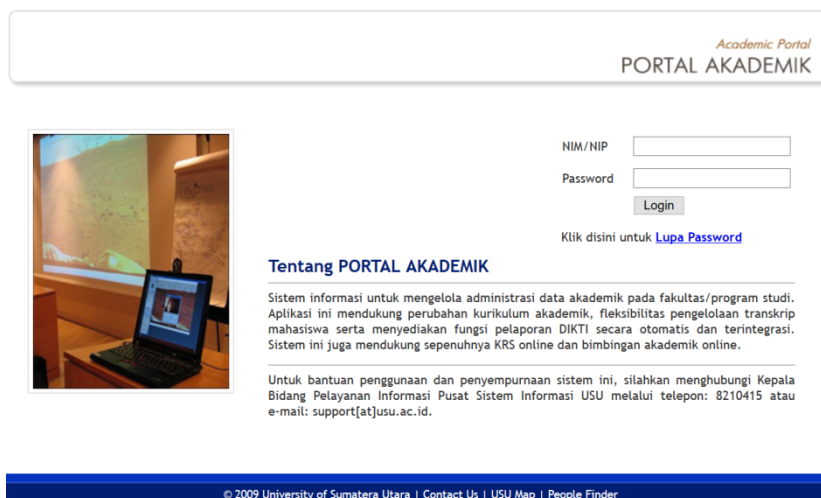 Academic Portal
PORTAL AKADEMIK
NIM/NIP
Password
Login
Klik disini untuk Lupa Password
Tentang PORTAL AKADEMIK
Sistem informasi untuk mengelola administrasi data akademik pada fakultas/program studi.
Aplikasi ini mendukung perubahan kurikulum akademik, fleksibilitas pengelolaan transkrip
mahasiswa serta menyediakan fungsi pelaporan DIKTI secara otomatis dan terintegrasi.
Sistem ini juga mendukung sepenuhnya KRS online dan bimbingan akademik online.
Untuk bantuan penggunaan dan penyempurnaan sistem ini, silahkan menghubungi Kepala
Bidang Pelayanan Informasi Pusat Sistem Informasi USU melalui telepon: 8210415 atau
e-mail: support[at]usu.ac.id.
© 2009 University of Sumatera Utara | Contact Us | USU Map | People Finder